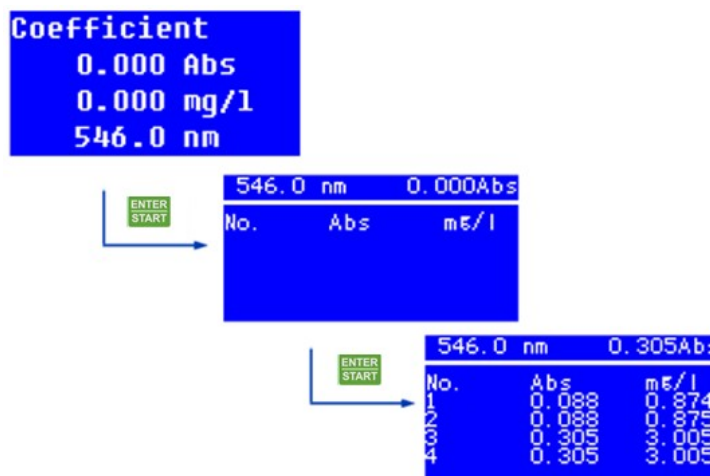 Coefficient
0.000 Abs
0.000 mg/l
546.0 nm
ENTER
START
546.0 nm 0.000Abs
No. Abs mg/l
ENTER
START
546.0 nm 0.305Abs
No. Abs mg/l
1 0.088 0.874
2 0.088 0.875
3 0.305 3.005
4 0.305 3.005